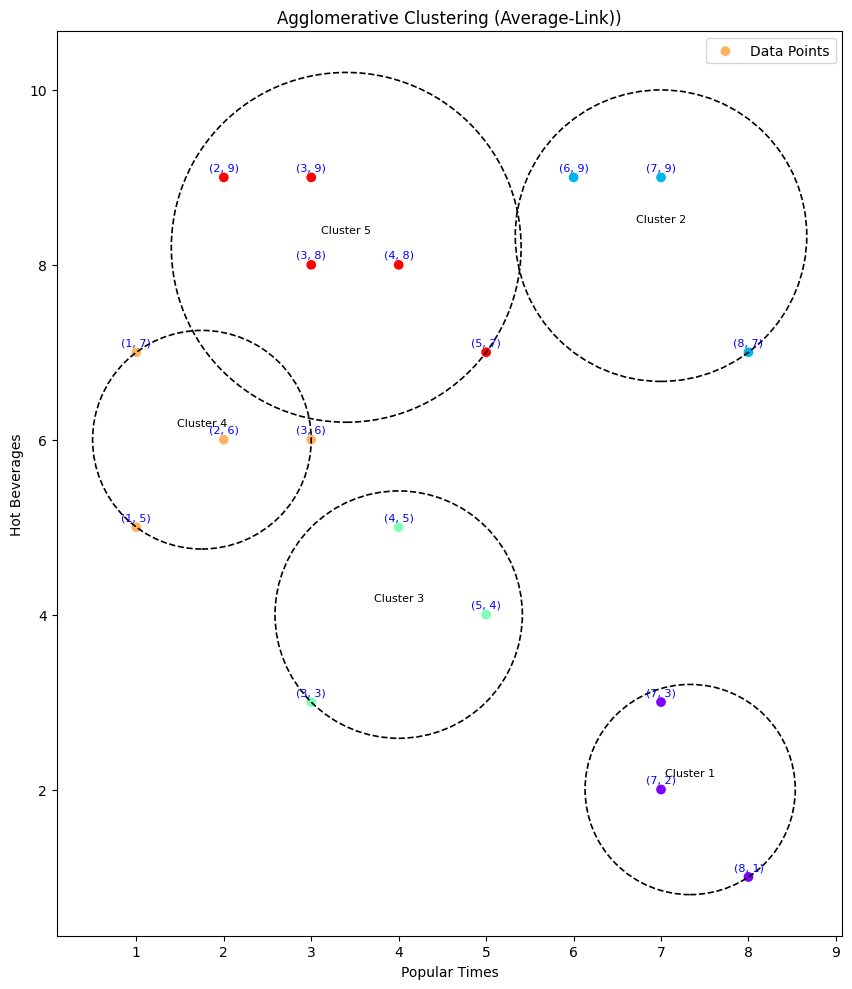 Agglomerative Clustering (Average-Link))
Data Points
10
(2, 9) (3, 9) (6, 9) (7, 9)
Cluster 2
Cluster 5
(3, 8) (4, 8)
8
(1, 7) (5, 7) (8, 7)
Cluster 4
(2, 6) (3, 6)
6
Hot Beverages
(1, 5) (4, 5)
Cluster 3
(5, 4)
4
(3, 3) (7, 3)
Cluster 1
(7, 2)
2
(8, 1)
1 2 3 4 5 6 7 8 9
Popular Times